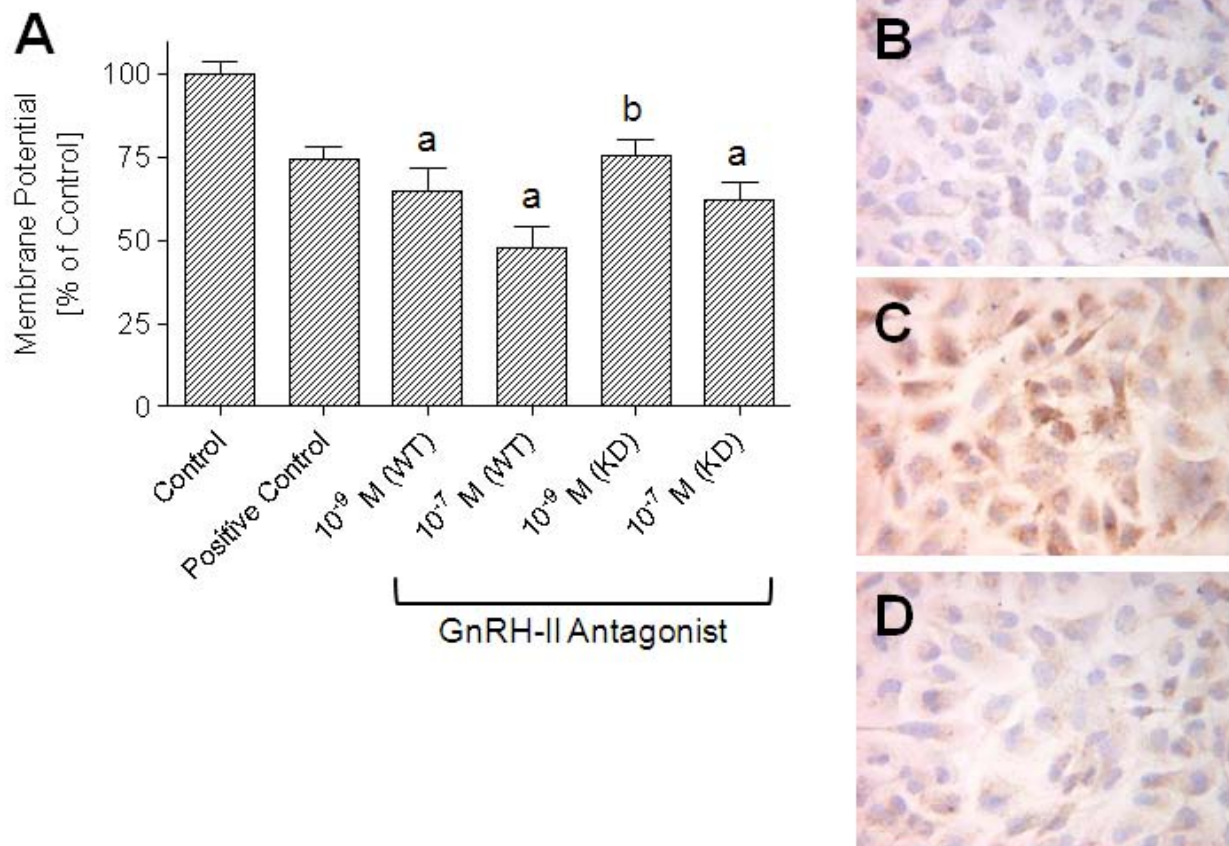 A
Membrane Potential
[% of Control]
100
75
50
25
0
a
a
b
a
Control
Positive Control
10⁻⁹ M (WT)
10⁻⁷ M (WT)
10⁻⁹ M (KD)
10⁻⁷ M (KD)
GnRH-II Antagonist
B
C
D